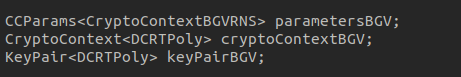 CCParams<CryptoContextBGVRNS> parametersBGV;
CryptoContext<DCRTPoly> cryptoContextBGV;
KeyPair<DCRTPoly> keyPairBGV;